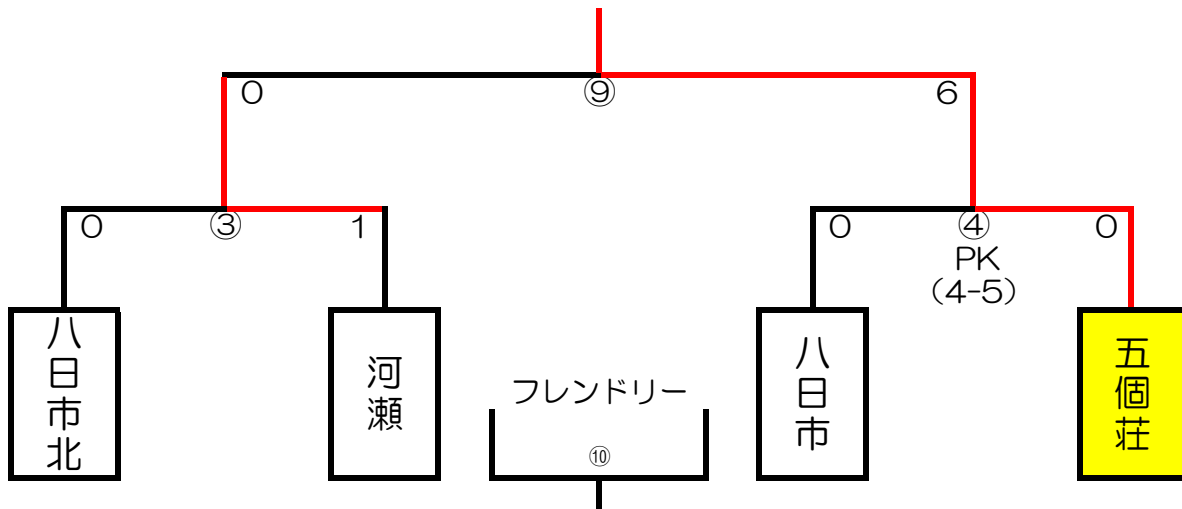 0 ⑨ 6
0 ③ 1
0 ④ 0
PK
(4-5)
八日市北
河瀬
フレンドリー
⑩
八日市
五個荘